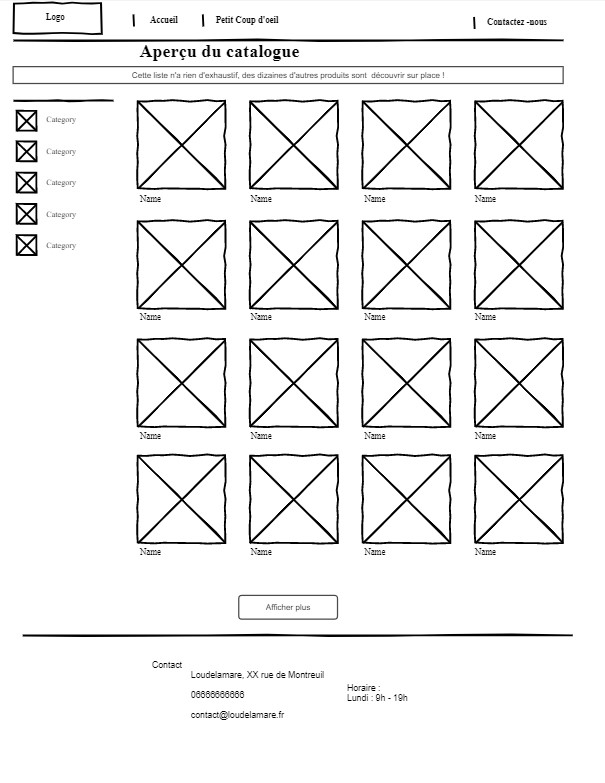 Logo
Accueil
Petit Coup d'oeil
Contactez -nous
Aperçu du catalogue
Cette liste n'a rien d'exhaustif, des dizaines d'autres produits sont découvrir sur place !
Category
Category
Category
Category
Category
Name Name Name Name
Name Name Name Name
Name Name Name Name
Name Name Name Name
Afficher plus
Contact
Loudelamare, XX rue de Montreuil
contact@loudelamare.fr
Horaire :
Lundi : 9h - 19h